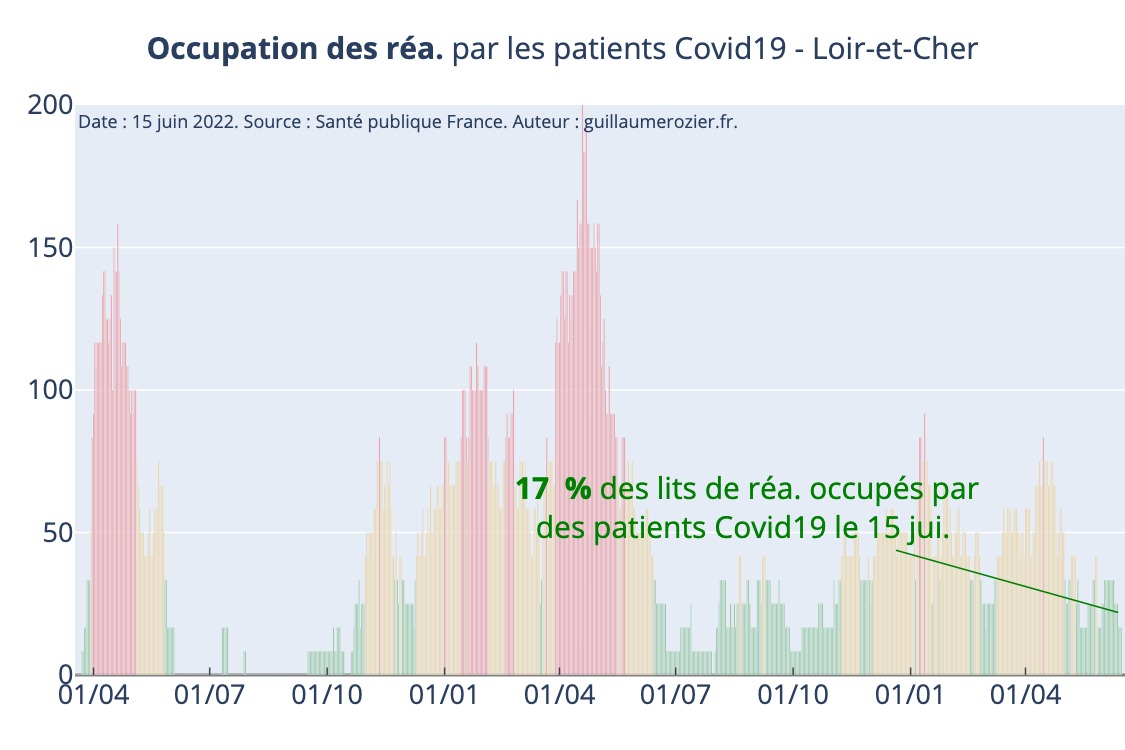 Occupation des réa. par les patients Covid19 - Loir-et-Cher
200
Date : 15 juin 2022. Source : Santé publique France. Auteur : guillaumerozier.fr.
150
100
17 % des lits de réa. occupés par
des patients Covid19 le 15 jui.
50
0
01/04 01/07 01/10 01/01 01/04 01/07 01/10 01/01 01/04